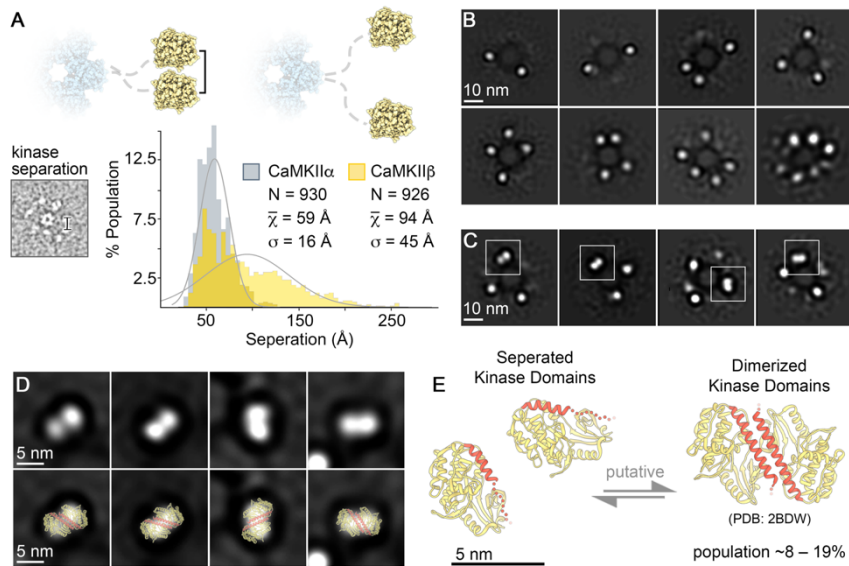 A
kinase
separation
CaMKIIα
N = 930
χ̅ = 59 Å
σ = 16 Å
CaMKIIβ
N = 926
χ̅ = 94 Å
σ = 45 Å
% Population
12.5
7.5
2.5
50
150
250
Seperation (Å)
B
10 nm
C
10 nm
D
5 nm
5 nm
E
Seperated
Kinase Domains
Dimerized
Kinase Domains
putative
(PDB: 2BDW)
5 nm
population ~8 – 19%